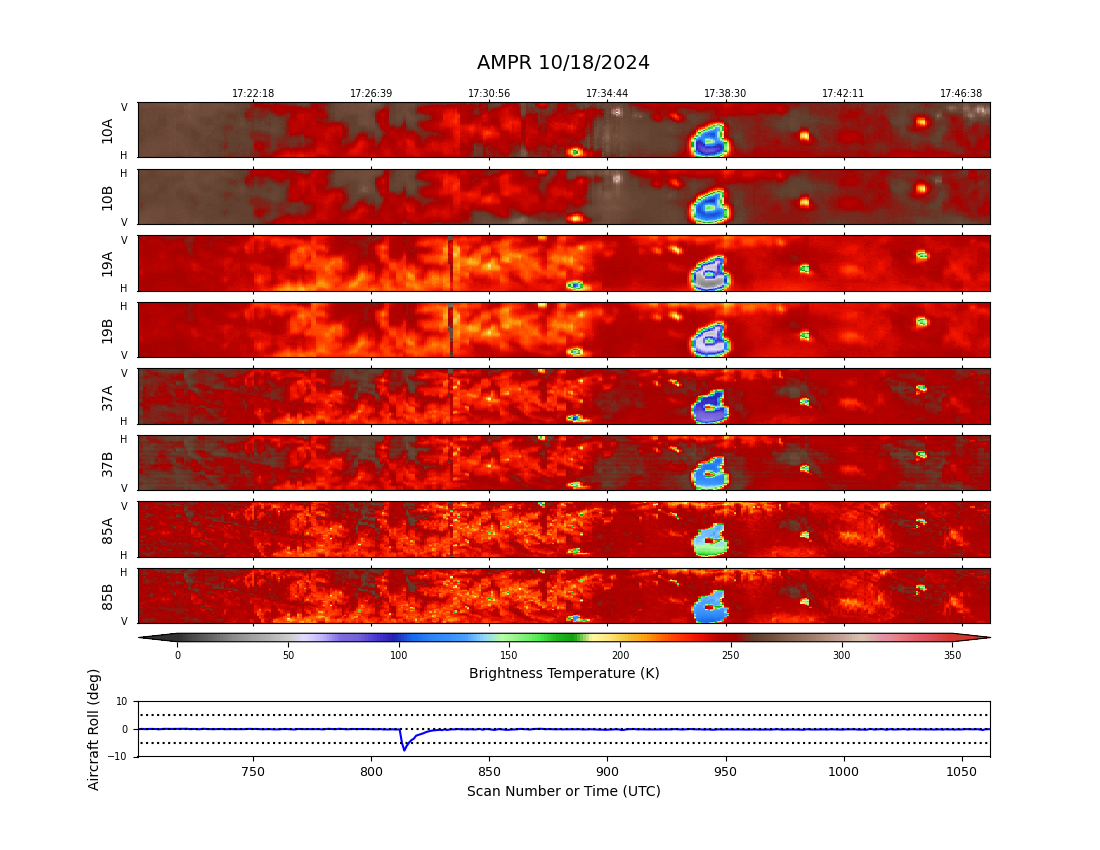 AMPR 10/18/2024
17:22:18 17:26:39 17:30:56 17:34:44 17:38:30 17:42:11 17:46:38
V
10A
H
H
10B
V
V
19A
H
H
19B
V
V
37A
H
H
37B
V
V
85A
H
H
85B
V
0 50 100 150 200 250 300 350
Brightness Temperature (K)
Aircraft Roll (deg)
10
0
−10
750 800 850 900 950 1000 1050
Scan Number or Time (UTC)